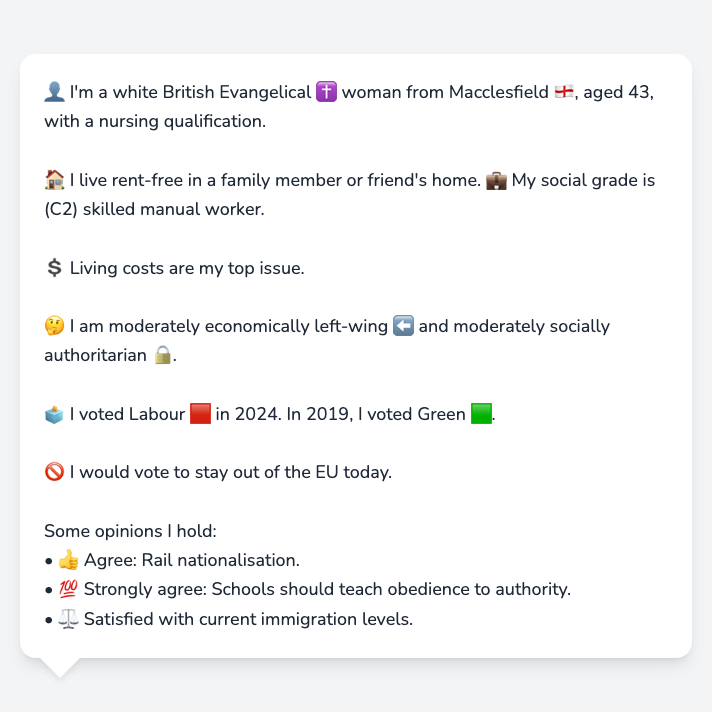 👤 I'm a white British Evangelical ✝️ woman from Macclesfield 🏴󠁧󠁢󠁥󠁮󠁧󠁿, aged 43,
with a nursing qualification.
🏠 I live rent-free in a family member or friend's home. 💼 My social grade is
(C2) skilled manual worker.
💲 Living costs are my top issue.
🤔 I am moderately economically left-wing ⬅️ and moderately socially
authoritarian 🔒.
🗳️ I voted Labour 🟥 in 2024. In 2019, I voted Green 🟩.
🚫 I would vote to stay out of the EU today.
Some opinions I hold:
• 👍 Agree: Rail nationalisation.
• 💯 Strongly agree: Schools should teach obedience to authority.
• ⚖️ Satisfied with current immigration levels.